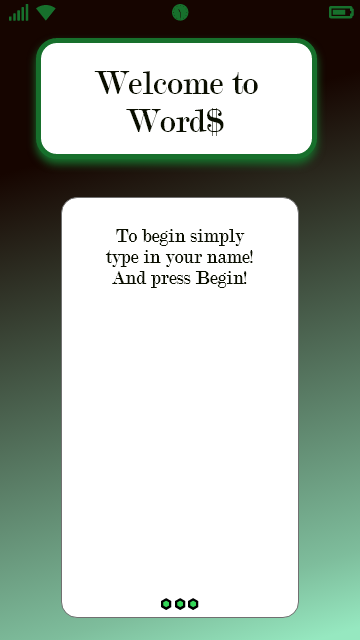 Welcome to
Word$
To begin simply
type in your name!
And press Begin!